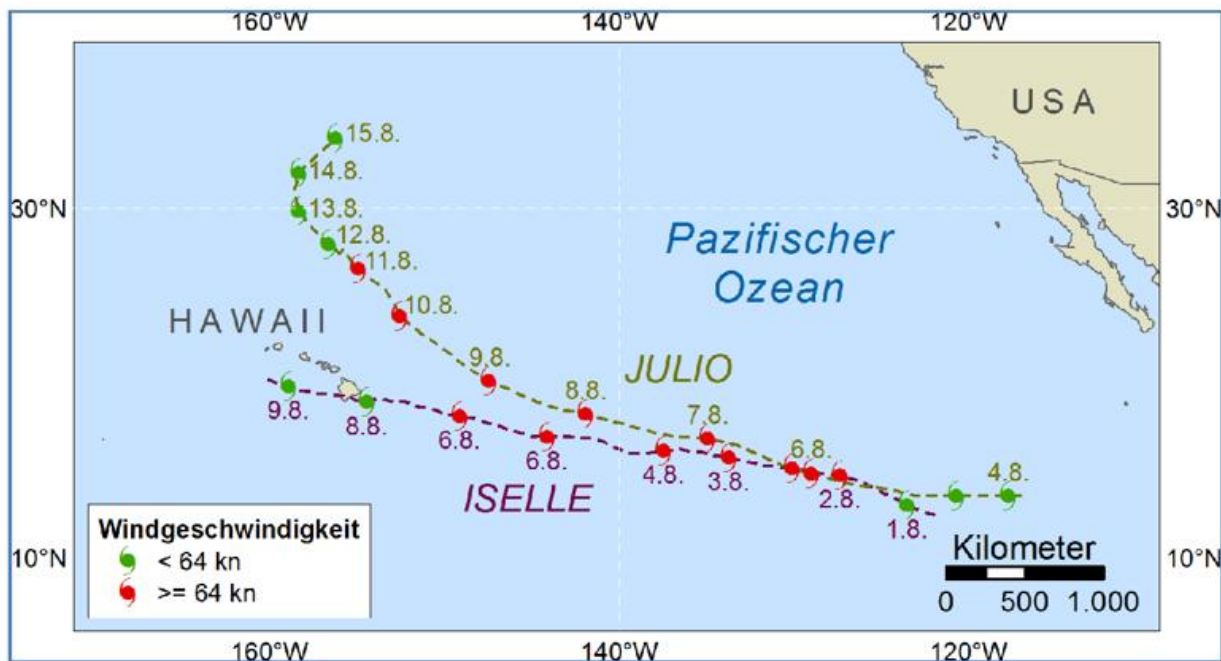 160°W 140°W 120°W
USA
15.8.
14.8.
30°N 13.8. 30°N
12.8.
11.8.
Pazifischer
Ozean
10.8.
HAWAII
9.8.
JULIO
8.8.
7.8.
6.8.
4.8.
9.8.
8.8.
6.8.
6.8.
4.8.
3.8.
2.8.
1.8.
ISELLE
Windgeschwindigkeit
< 64 kn
>= 64 kn
10°N 10°N
Kilometer
0 500 1.000
160°W 140°W 120°W